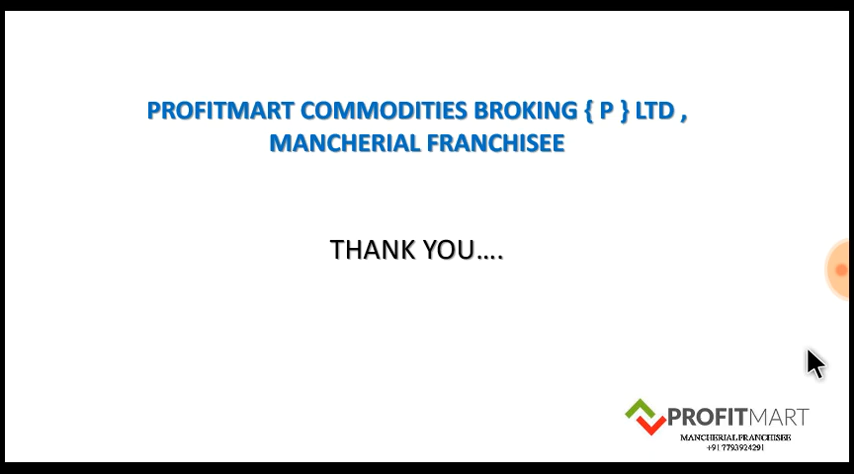 PROFITMART COMMODITIES BROKING { P } LTD ,
MANCHERIAL FRANCHISEE
THANK YOU....
PROFITMART
MANCHERIAL FRANCHISEE
+91 7793924291